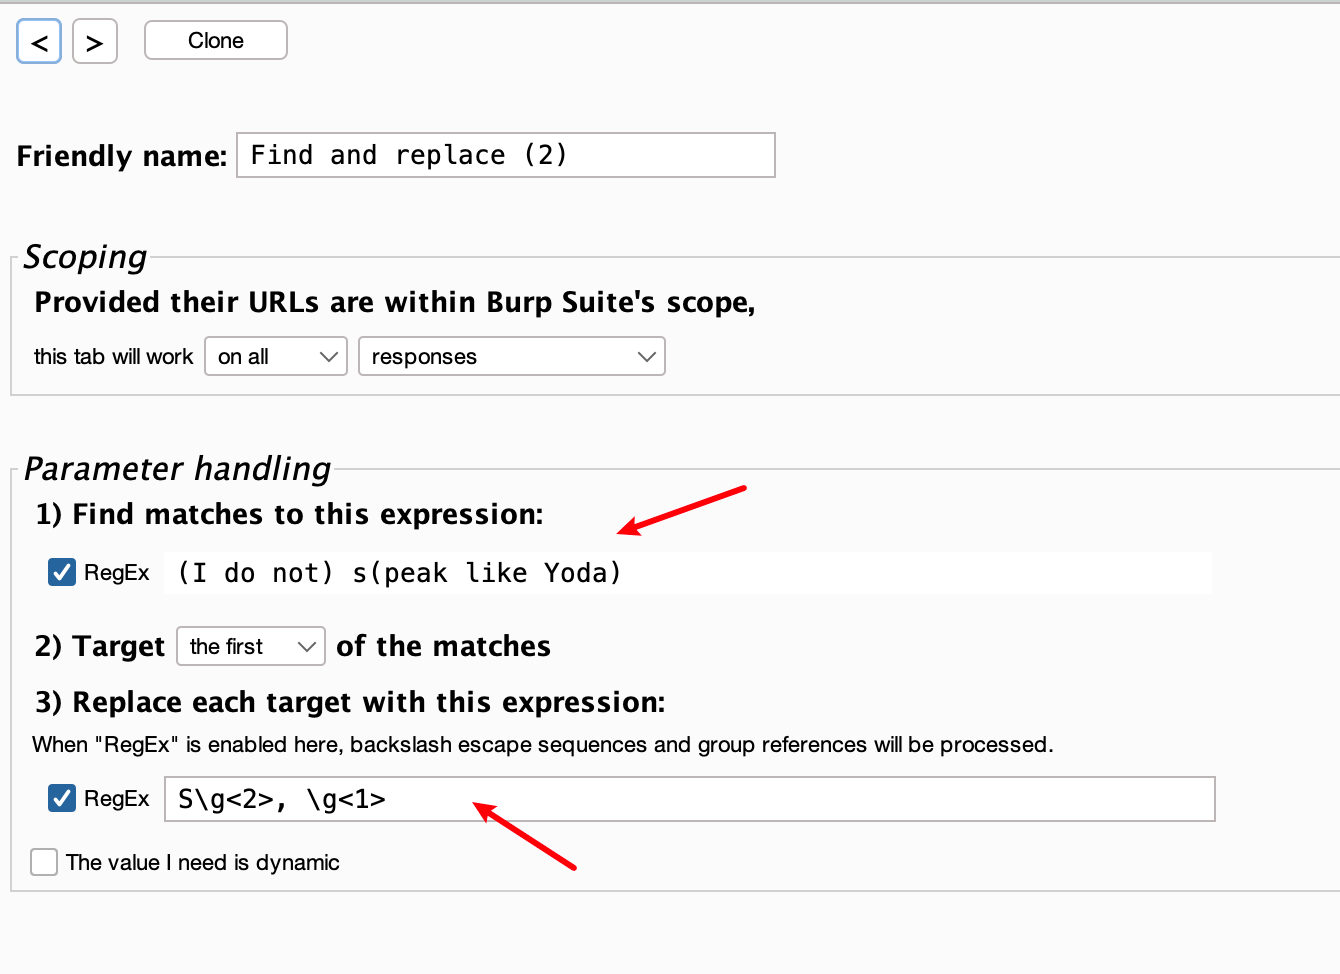 < > Clone
Friendly name: Find and replace (2)
Scoping
Provided their URLs are within Burp Suite's scope,
this tab will work on all responses
Parameter handling
1) Find matches to this expression:
RegEx (I do not) s(peak like Yoda)
2) Target the first of the matches
3) Replace each target with this expression:
When "RegEx" is enabled here, backslash escape sequences and group references will be processed.
RegEx S\g<2>, \g<1>
The value I need is dynamic